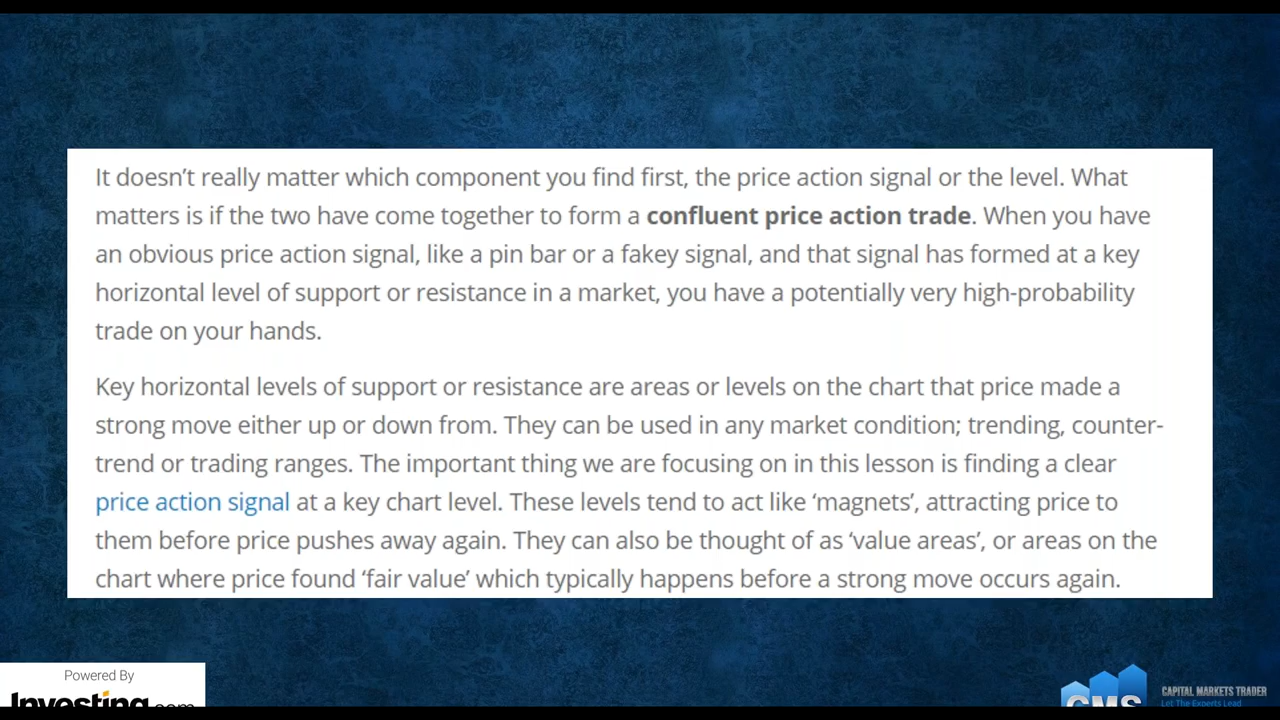 It doesn’t really matter which component you find first, the price action signal or the level. What
matters is if the two have come together to form a confluent price action trade. When you have
an obvious price action signal, like a pin bar or a fakey signal, and that signal has formed at a key
horizontal level of support or resistance in a market, you have a potentially very high-probability
trade on your hands.
Key horizontal levels of support or resistance are areas or levels on the chart that price made a
strong move either up or down from. They can be used in any market condition; trending, counter-
trend or trading ranges. The important thing we are focusing on in this lesson is finding a clear
price action signal at a key chart level. These levels tend to act like ‘magnets’, attracting price to
them before price pushes away again. They can also be thought of as ‘value areas’, or areas on the
chart where price found ‘fair value’ which typically happens before a strong move occurs again.
Powered By
Investing.com
CMS
CAPITAL MARKETS TRADER
Let The Experts Lead